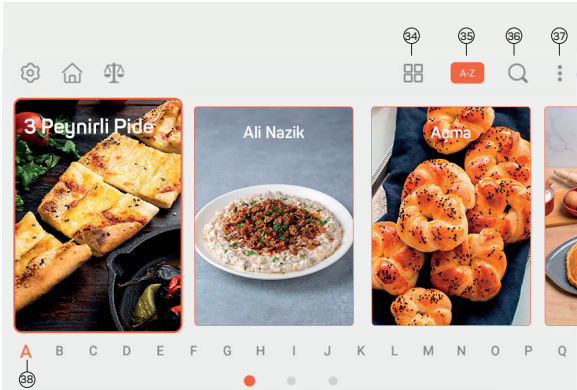 34 35 36 37
A-Z
3 Peynirli Pide
Ali Nazik
Açma
A B C D E F G H I J K L M N O P Q
38